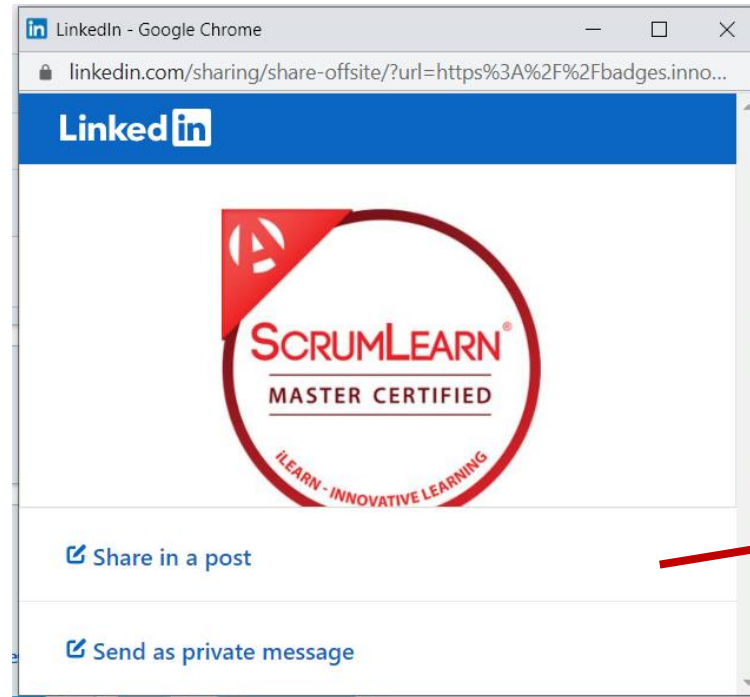 in LinkedIn - Google Chrome
linkedin.com/sharing/share-offsite/?url=https%3A%2F%2Fbadges.inno...
Linked in
A
SCRUMLEARN®
MASTER CERTIFIED
iLEARN - INNOVATIVE LEARNING
Share in a post
Send as private message